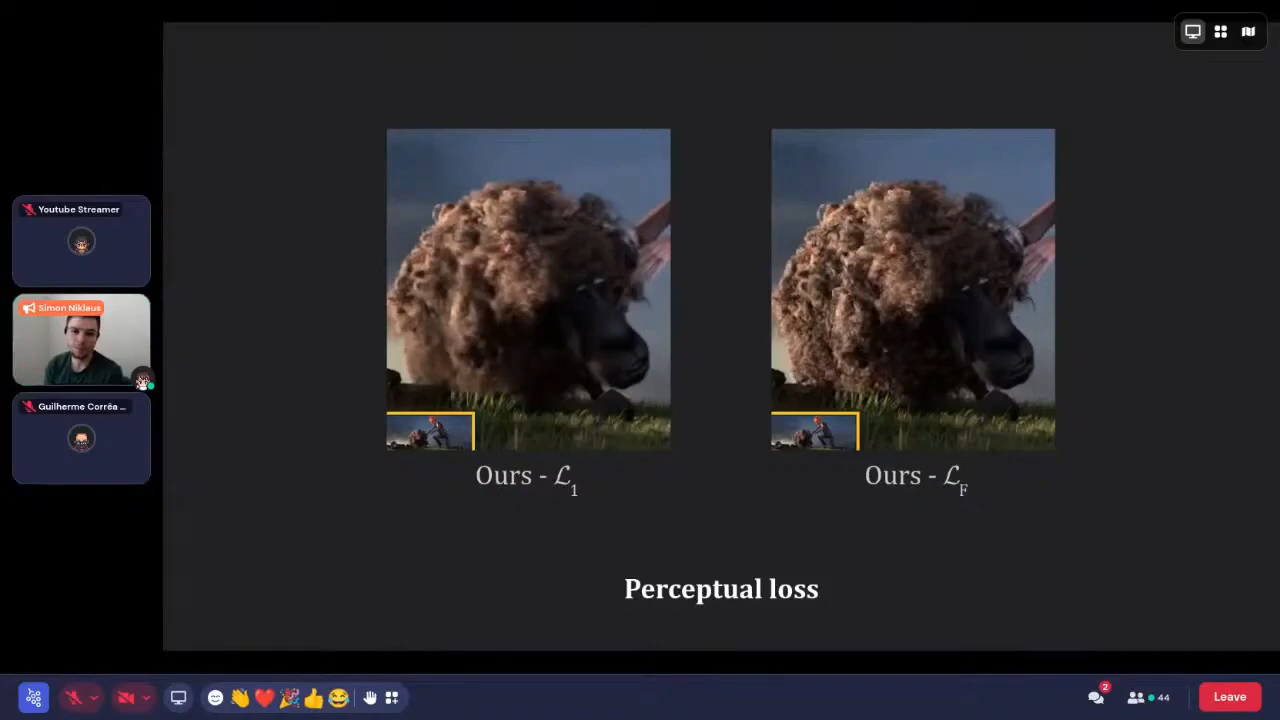 Youtube Streamer
Simon Niklaus
Guilherme Corrêa ...
Ours - ℒ1
Ours - ℒF
Perceptual loss
2
44
Leave